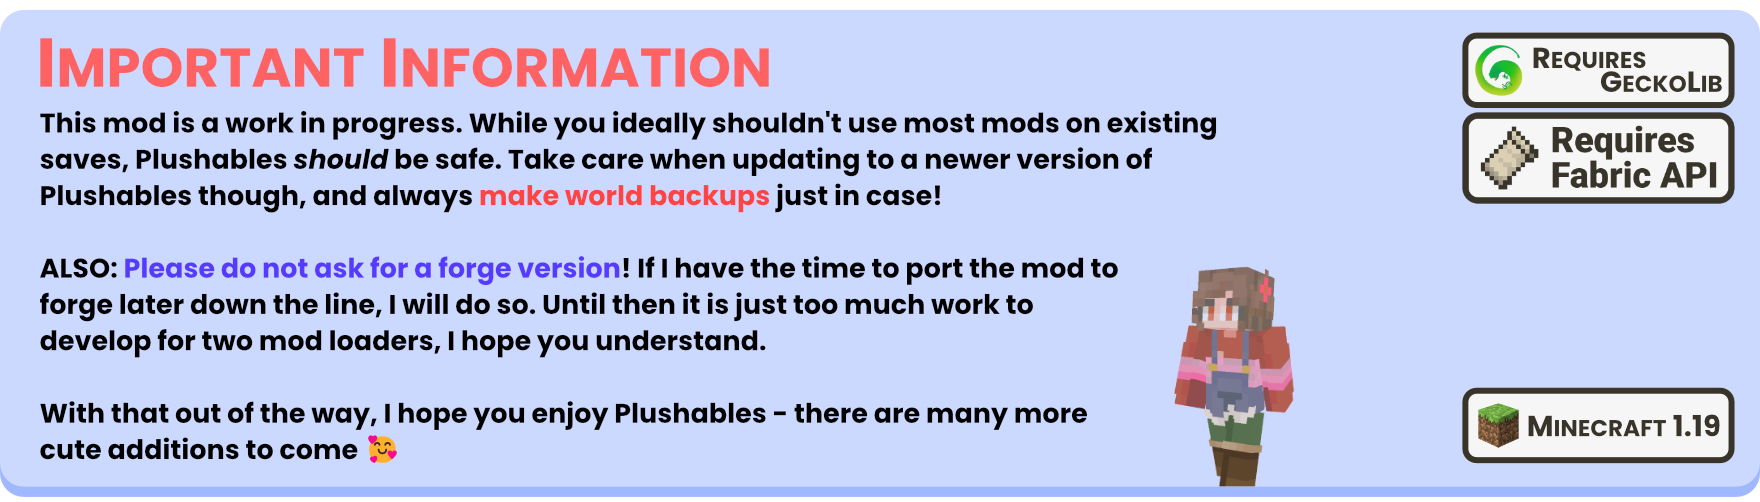 IMPORTANT INFORMATION
This mod is a work in progress. While you ideally shouldn't use most mods on existing
saves, Plushables should be safe. Take care when updating to a newer version of
Plushables though, and always make world backups just in case!
ALSO: Please do not ask for a forge version! If I have the time to port the mod to
forge later down the line, I will do so. Until then it is just too much work to
develop for two mod loaders, I hope you understand.
With that out of the way, I hope you enjoy Plushables - there are many more
cute additions to come 🥰
REQUIRES
GECKOLIB
Requires
Fabric API
MINECRAFT 1.19